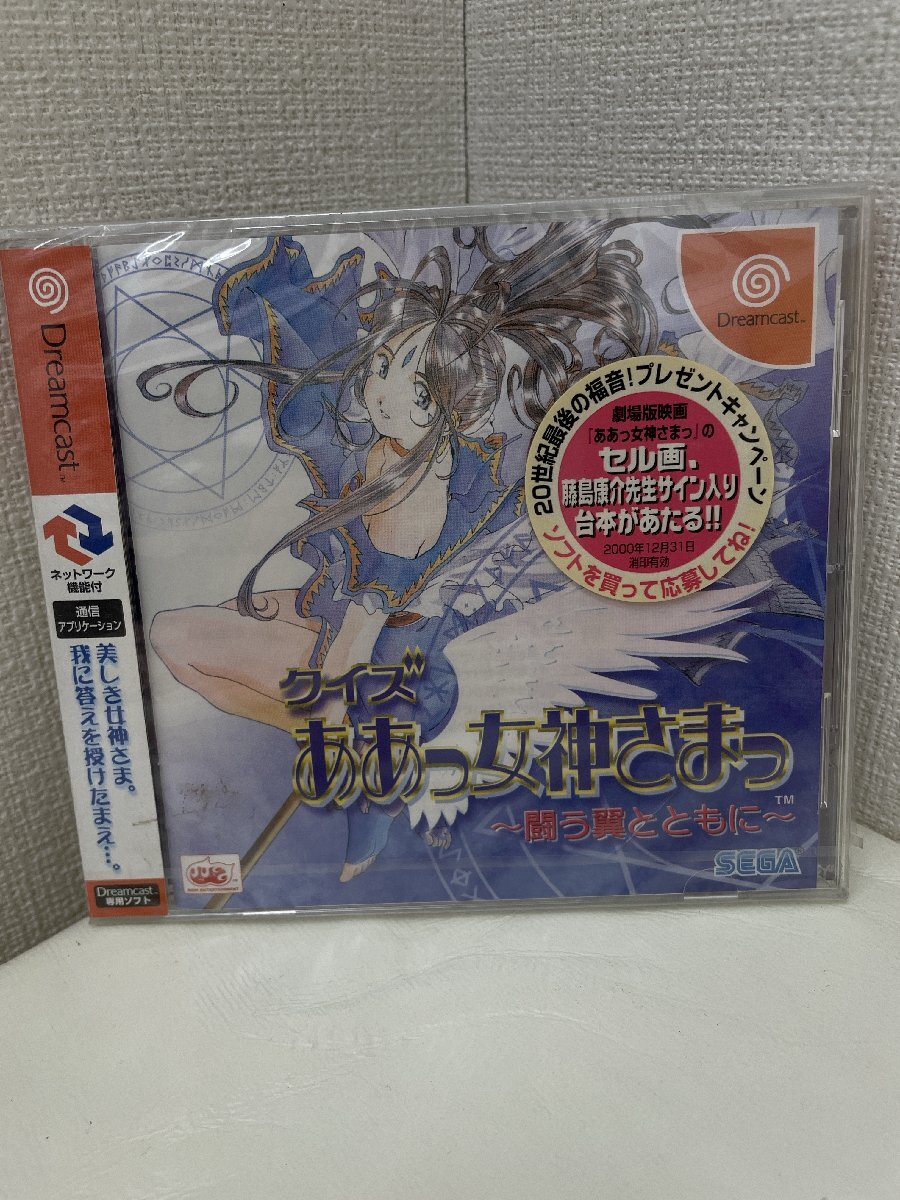 Dreamcast™
ネットワーク
機能付
通信
アプリケーション
美しき女神さま。
我に答えを授けたまえ…。
Dreamcast™
専用ソフト
Dreamcast™
20世紀最後の福音!プレゼントキャンペーン
劇場版映画
「ああっ女神さまっ」の
セル画、
藤島康介先生サイン入り
台本があたる!!
2000年12月31日
消印有効
ソフトを買って応募してね!
クイズ
ああっ女神さまっ
™
～闘う翼とともに～
SEGA®